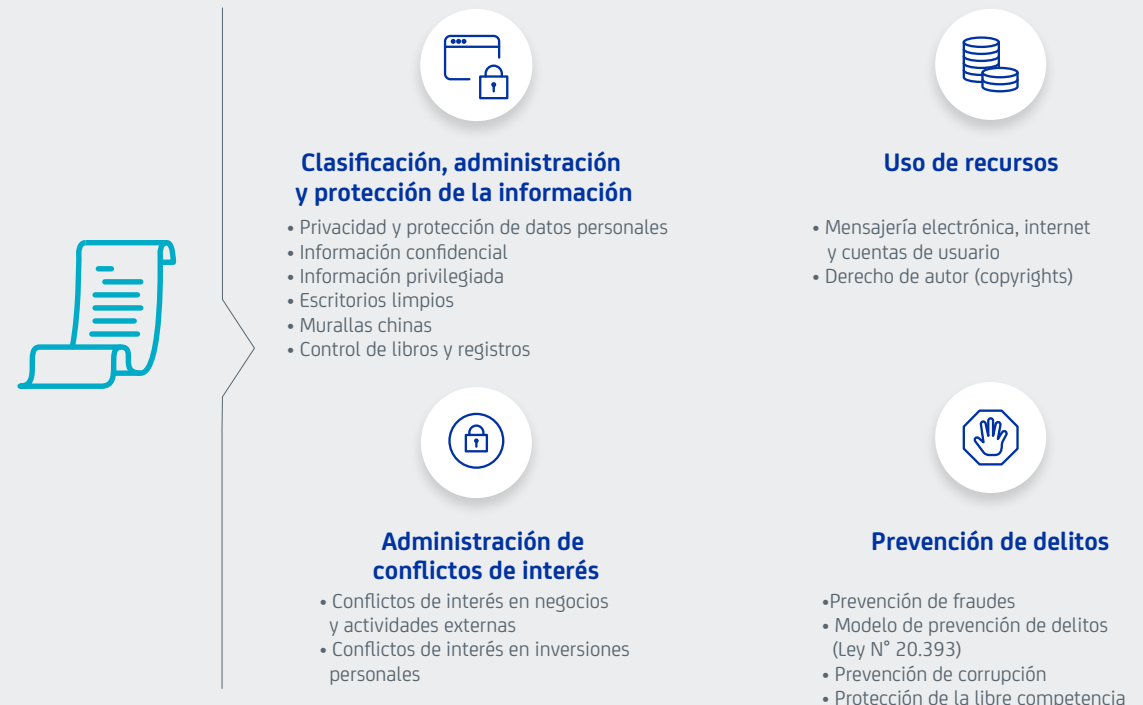 Clasificación, administración
y protección de la información
• Privacidad y protección de datos personales
• Información confidencial
• Información privilegiada
• Escritorios limpios
• Murallas chinas
• Control de libros y registros
Uso de recursos
• Mensajería electrónica, internet
y cuentas de usuario
• Derecho de autor (copyrights)
Administración de
conflictos de interés
• Conflictos de interés en negocios
y actividades externas
• Conflictos de interés en inversiones
personales
Prevención de delitos
•Prevención de fraudes
• Modelo de prevención de delitos
(Ley N° 20.393)
• Prevención de corrupción
• Protección de la libre competencia